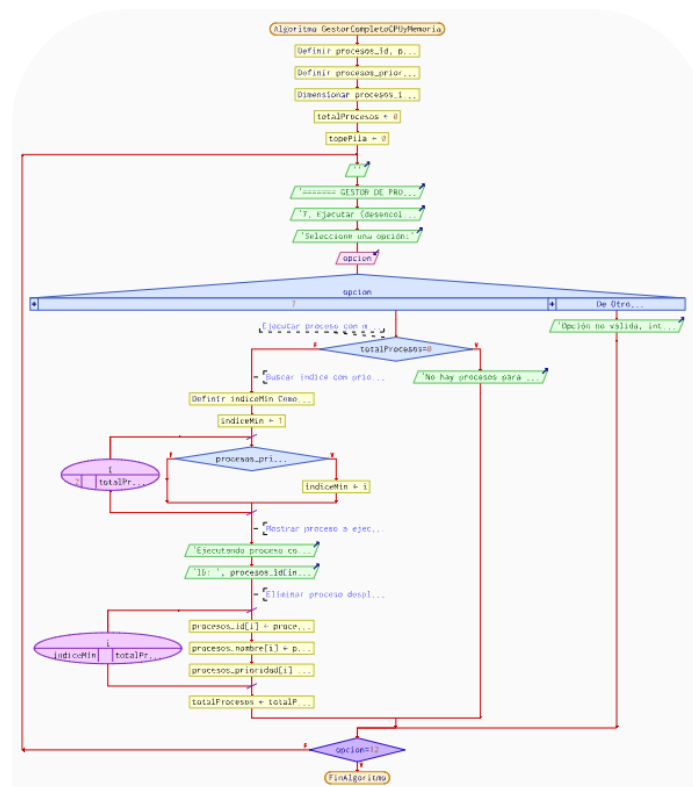 Algoritmo GestorCompletoCPUyMemoria
Definir procesos_id, p...
Definir procesos_prior...
Dimensionar procesos_i...
totalProcesos ← 0
topePila ← 0
''
'======= GESTOR DE PRO...
'7. Ejecutar (desencol...
'Seleccione una opción:'
opcion
opcion
7
De Otro...
Ejecutar proceso con m...
'Opción no válida, int...
totalProcesos=0
F
V
Buscar índice con prio...
'No hay procesos para ...
Definir indiceMin Como...
indiceMin ← 1
i
2
totalPr...
procesos_pri...
F
V
indiceMin ← i
Mostrar proceso a ejec...
'Ejecutando proceso co...
'ID: ', procesos_id[in...
Eliminar proceso despl...
i
indiceMin
totalPr...
procesos_id[i] ← proce...
procesos_nombre[i] ← p...
procesos_prioridad[i] ...
totalProcesos ← totalP...
F
opcion=12
V
FinAlgoritmo